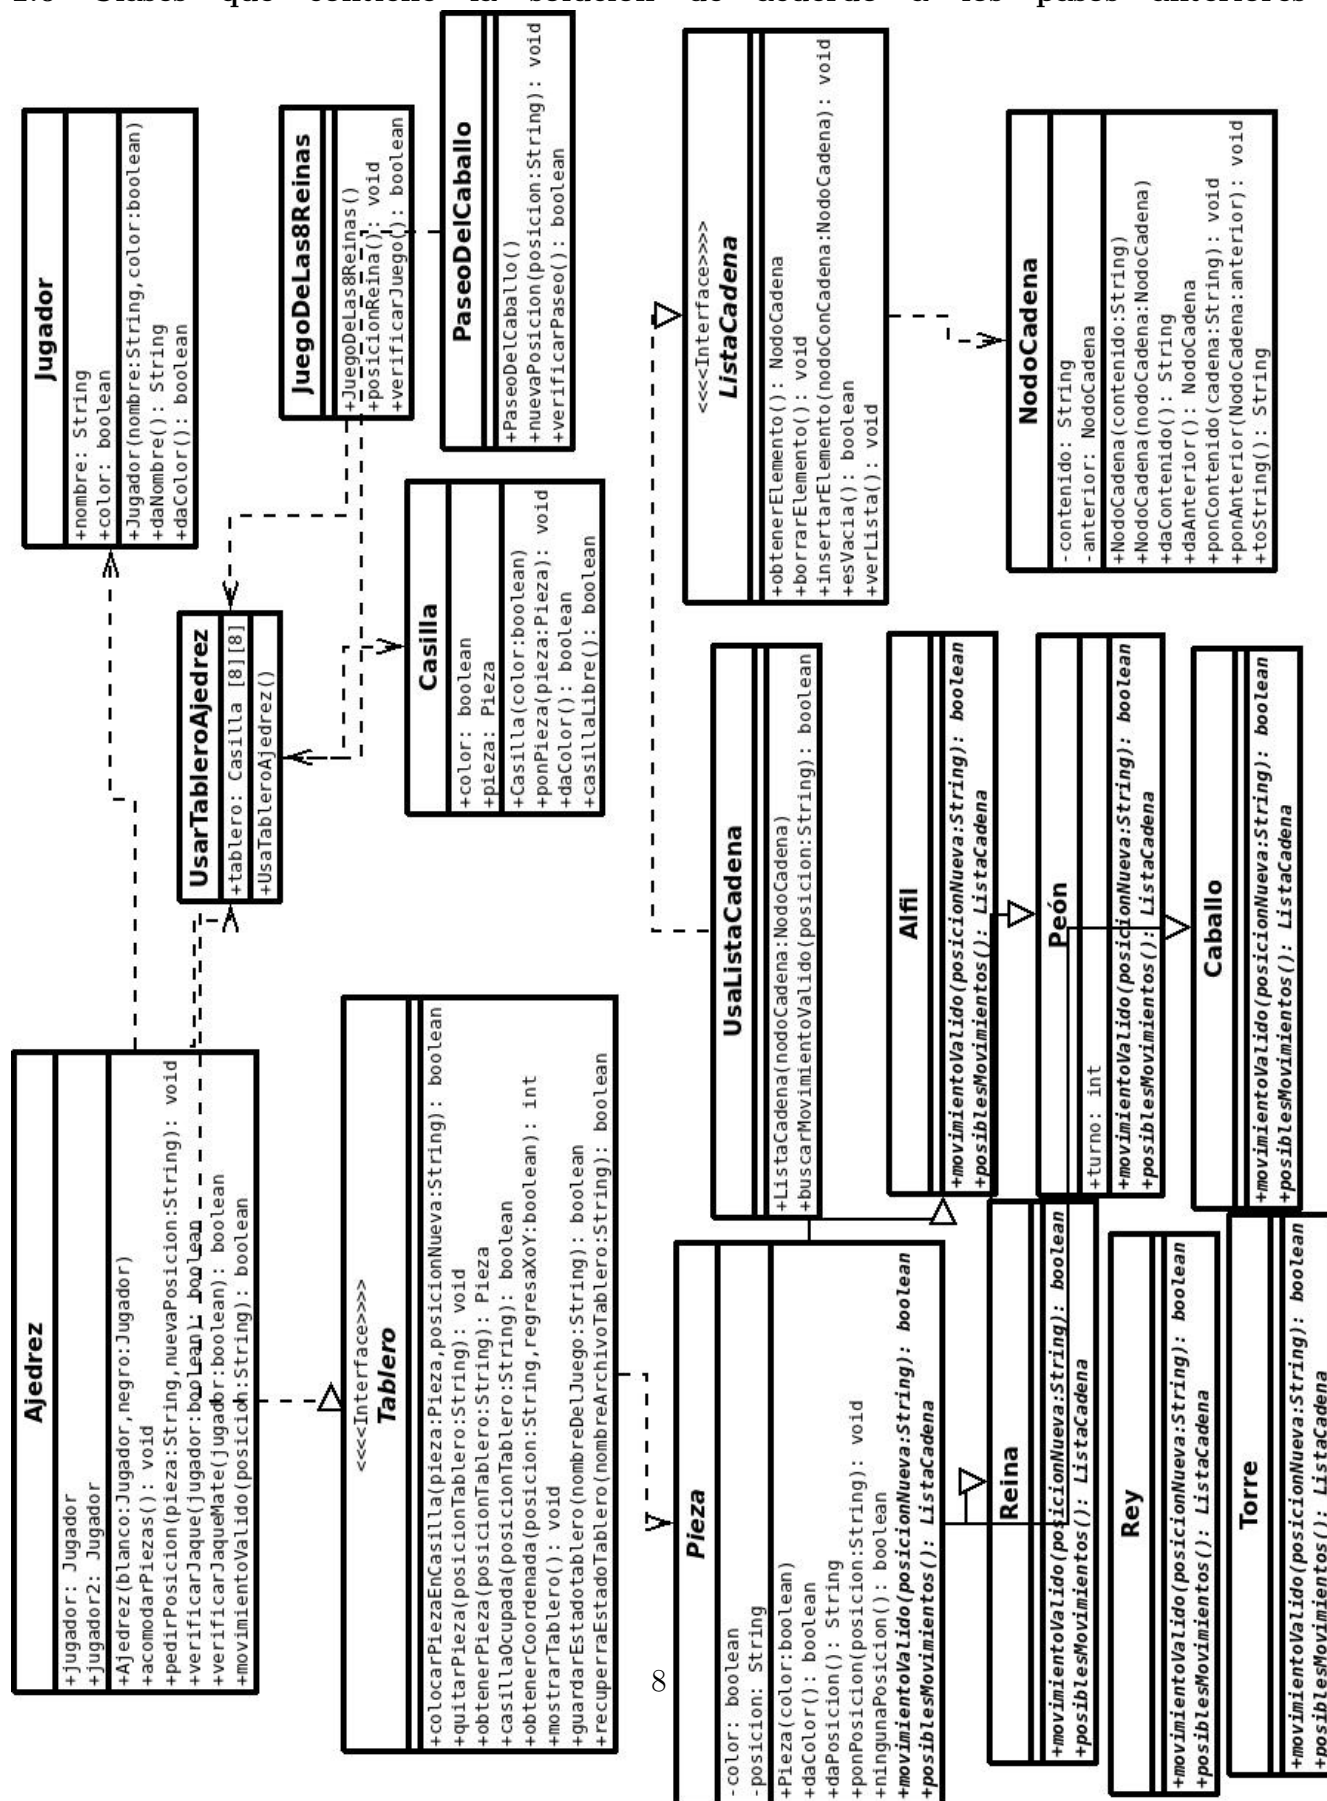 Clases que contiene la solución de acuerdo a los pasos anteriores
Ajedrez
+jugador: Jugador
+jugador2: Jugador
+Ajedrez(blanco:Jugador,negro:Jugador)
+acomodarPiezas(): void
+pedirPosicion(pieza:String,nuevaPosicion:String): void
+verificarJaque(jugador:boolean): boolean
+verificarJaqueMate(jugador:boolean): boolean
+movimientoValido(posicion:String): boolean
Jugador
+nombre: String
+color: boolean
+Jugador(nombre:String,color:boolean)
+daNombre(): String
+daColor(): boolean
UsarTableroAjedrez
+tablero: Casilla [8][8]
+UsaTableroAjedrez()
JuegoDeLas8Reinas
+JuegoDeLas8Reinas()
+posicionReina(): void
+verificarJuego(): boolean
PaseoDelCaballo
+PaseoDelCaballo()
+nuevaPosicion(posicion:String): void
+verificarPaseo(): boolean
Casilla
+color: boolean
+pieza: Pieza
+Casilla(color:boolean)
+ponPieza(pieza:Pieza): void
+daColor(): boolean
+casillaLibre(): boolean
<<<<Interface>>>>
Tablero
+colocarPiezaEnCasilla(pieza:Pieza,posicionNueva:String): boolean
+quitarPieza(posicionTablero:String): void
+obtenerPieza(posicionTablero:String): Pieza
+casillaOcupada(posicionTablero:String): boolean
+obtenerCoordenada(posicion:String,regresaXoY:boolean): int
+mostrarTablero(): void
+guardarEstadotablero(nombreDelJuego:String): boolean
+recuperraEstadoTablero(nombreArchivoTablero:String): boolean
<<<<Interface>>>>
ListaCadena
+obtenerElemento(): NodoCadena
+borrarElemento(): void
+insertarElemento(nodoConCadena:NodoCadena): void
+esVacia(): boolean
+verLista(): void
UsaListaCadena
+ListaCadena(nodoCadena:NodoCadena)
+buscarMovimientoValido(posicion:String): boolean
NodoCadena
-contenido: String
-anterior: NodoCadena
+NodoCadena(contenido:String)
+NodoCadena(nodoCadena:NodoCadena)
+daContenido(): String
+daAnterior(): NodoCadena
+ponContenido(cadena:String): void
+ponAnterior(NodoCadena:anterior): void
+toString(): String
Pieza
-color: boolean
-posicion: String
+Pieza(color:boolean)
+daColor(): boolean
+daPosicion(): String
+ponPosicion(posicion:String): void
+ningunaPosicion(): boolean
+movimientoValido(posicionNueva:String): boolean
+posiblesMovimientos(): ListaCadena
Alfil
+movimientoValido(posicionNueva:String): boolean
+posiblesMovimientos(): ListaCadena
Peón
+turno: int
+movimientoValido(posicionNueva:String): boolean
+posiblesMovimientos(): ListaCadena
Caballo
+movimientoValido(posicionNueva:String): boolean
+posiblesMovimientos(): ListaCadena
Reina
+movimientoValido(posicionNueva:String): boolean
+posiblesMovimientos(): ListaCadena
Rey
+movimientoValido(posicionNueva:String): boolean
+posiblesMovimientos(): ListaCadena
Torre
+movimientoValido(posicionNueva:String): boolean
+posiblesMovimientos(): ListaCadena
8